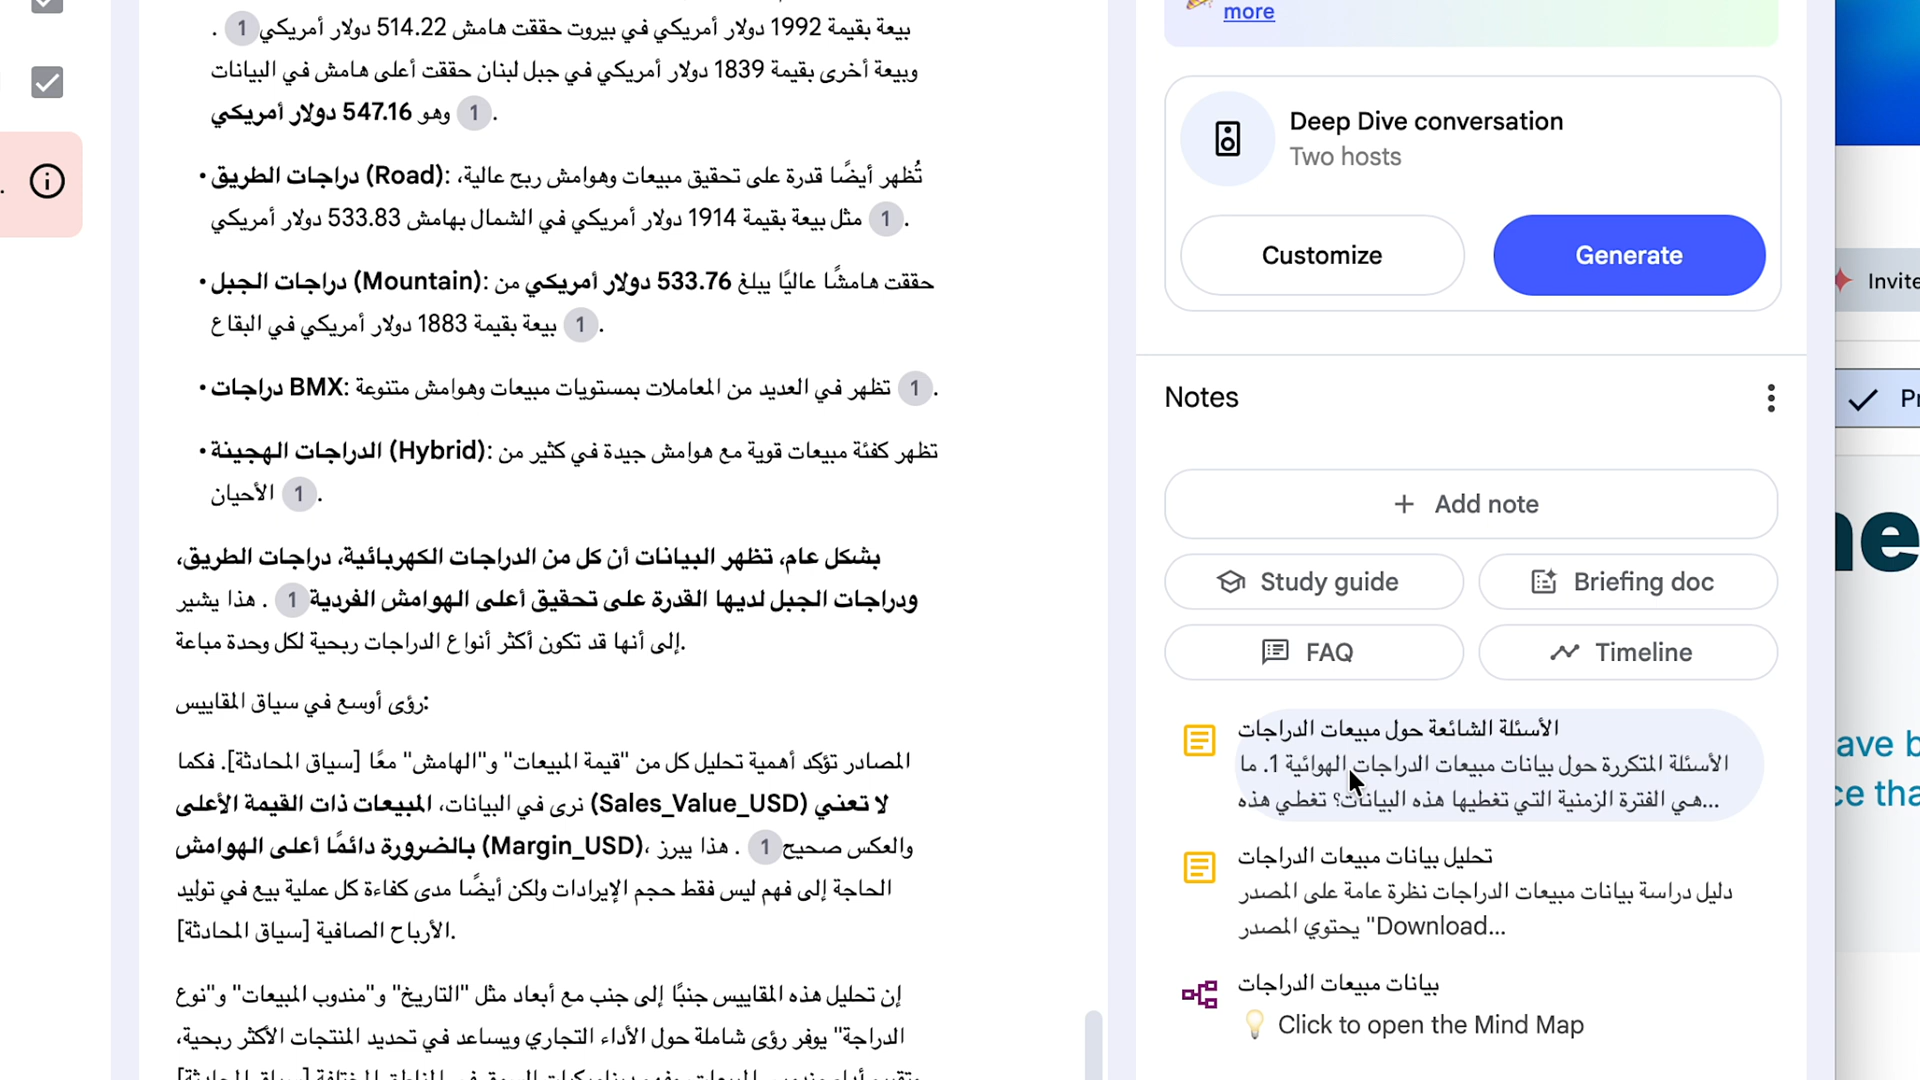 بيعة بقيمة 1992 دولار أمريكي في بيروت حققت هامش 514.22 دولار أمريكي 1 .
وبيعة أخرى بقيمة 1839 دولار أمريكي في جبل لبنان حققت أعلى هامش في البيانات
وهو 547.16 دولار أمريكي 1 .
• دراجات الطريق (Road): تُظهر أيضًا قدرة على تحقيق مبيعات وهوامش ربح عالية،
مثل بيعة بقيمة 1914 دولار أمريكي في الشمال بهامش 533.83 دولار أمريكي 1 .
• دراجات الجبل (Mountain): حققت هامشًا عاليًا يبلغ 533.76 دولار أمريكي من
بيعة بقيمة 1883 دولار أمريكي في البقاع 1 .
• دراجات BMX: تظهر في العديد من المعاملات بمستويات مبيعات وهوامش متنوعة 1 .
• الدراجات الهجينة (Hybrid): تظهر كفئة مبيعات قوية مع هوامش جيدة في كثير من
الأحيان 1 .
بشكل عام، تظهر البيانات أن كل من الدراجات الكهربائية، دراجات الطريق،
ودراجات الجبل لديها القدرة على تحقيق أعلى الهوامش الفردية 1 . هذا يشير
إلى أنها قد تكون أكثر أنواع الدراجات ربحية لكل وحدة مباعة.
رؤى أوسع في سياق المقاييس:
المصادر تؤكد أهمية تحليل كل من "قيمة المبيعات" و"الهامش" معًا [سياق المحادثة]. فكما
نرى في البيانات، المبيعات ذات القيمة الأعلى (Sales_Value_USD) لا تعني
بالضرورة دائمًا أعلى الهوامش (Margin_USD)، والعكس صحيح 1 . هذا يبرز
الحاجة إلى فهم ليس فقط حجم الإيرادات ولكن أيضًا مدى كفاءة كل عملية بيع في توليد
الأرباح الصافية [سياق المحادثة].
إن تحليل هذه المقاييس جنبًا إلى جنب مع أبعاد مثل "التاريخ" و"مندوب المبيعات" و"نوع
الدراجة" يوفر رؤى شاملة حول الأداء التجاري ويساعد في تحديد المنتجات الأكثر ربحية،
more
Deep Dive conversation
Two hosts
Customize
Generate
Notes
+ Add note
Study guide
Briefing doc
FAQ
Timeline
الأسئلة الشائعة حول مبيعات الدراجات
الأسئلة المتكررة حول بيانات مبيعات الدراجات الهوائية 1. ما
هي الفترة الزمنية التي تغطيها هذه البيانات؟ تغطي هذه...
تحليل بيانات مبيعات الدراجات
دليل دراسة بيانات مبيعات الدراجات نظرة عامة على المصدر
يحتوي المصدر "Download...
بيانات مبيعات الدراجات
Click to open the Mind Map
Invite